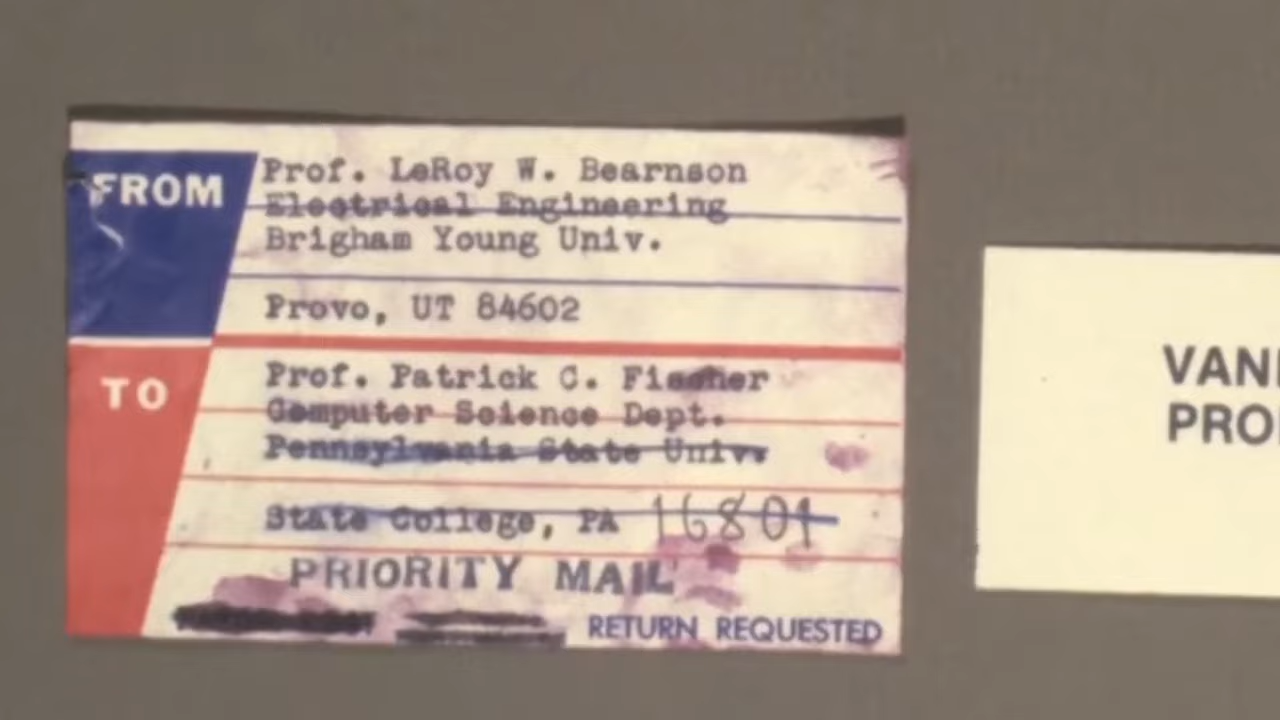 FROM
Prof. LeRoy W. Bearnson
Electrical Engineering
Brigham Young Univ.
Provo, UT 84602
TO
Prof. Patrick C. Fischer
Computer Science Dept.
Pennsylvania State Univ.
State College, PA 16801
PRIORITY MAIL
RETURN REQUESTED
VAN
PRO